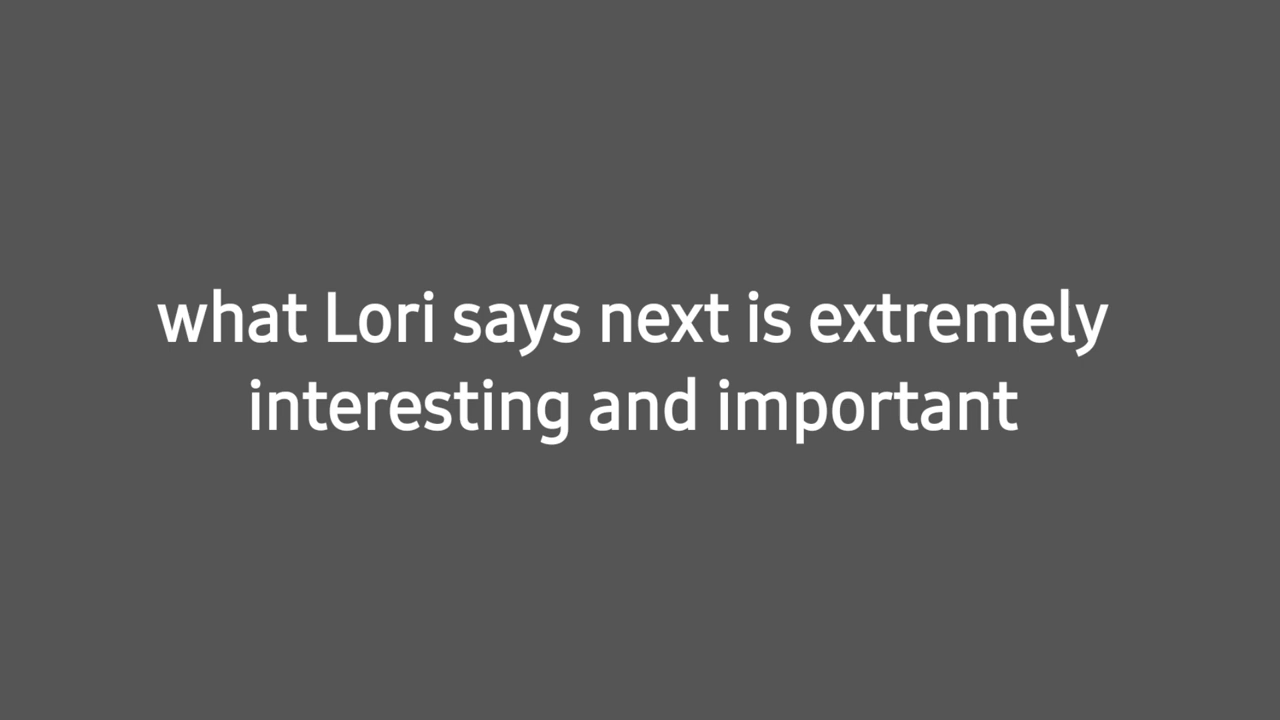 what Lori says next is extremely
interesting and important